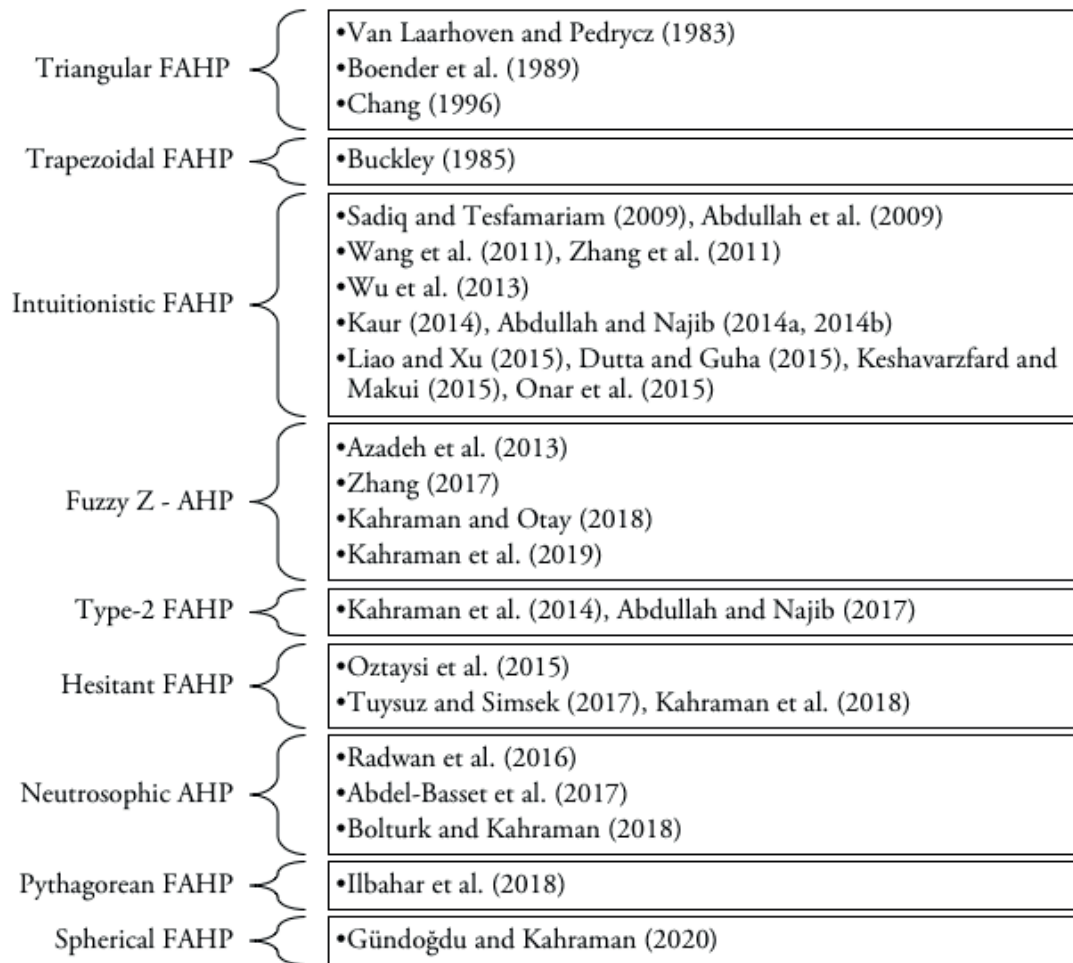 Triangular FAHP
•Van Laarhoven and Pedrycz (1983)
•Boender et al. (1989)
•Chang (1996)
Trapezoidal FAHP
•Buckley (1985)
Intuitionistic FAHP
•Sadiq and Tesfamariam (2009), Abdullah et al. (2009)
•Wang et al. (2011), Zhang et al. (2011)
•Wu et al. (2013)
•Kaur (2014), Abdullah and Najib (2014a, 2014b)
•Liao and Xu (2015), Dutta and Guha (2015), Keshavarzfard and
Makui (2015), Onar et al. (2015)
Fuzzy Z - AHP
•Azadeh et al. (2013)
•Zhang (2017)
•Kahraman and Otay (2018)
•Kahraman et al. (2019)
Type-2 FAHP
•Kahraman et al. (2014), Abdullah and Najib (2017)
Hesitant FAHP
•Oztaysi et al. (2015)
•Tuysuz and Simsek (2017), Kahraman et al. (2018)
Neutrosophic AHP
•Radwan et al. (2016)
•Abdel-Basset et al. (2017)
•Bolturk and Kahraman (2018)
Pythagorean FAHP
•Ilbahar et al. (2018)
Spherical FAHP
•Gündoğdu and Kahraman (2020)